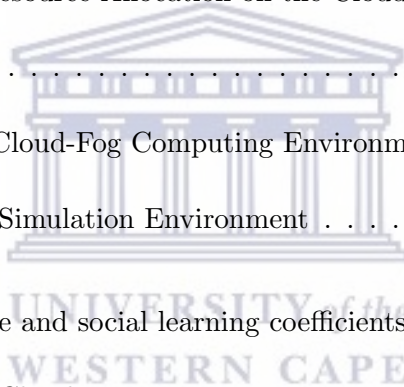 esource Allocation on the Cloud
. . . . . . . . . . . . . . . . . .
Cloud-Fog Computing Environm
Simulation Environment . . . .
UNIVERSITY of the
e and social learning coefficients
WESTERN CAPE